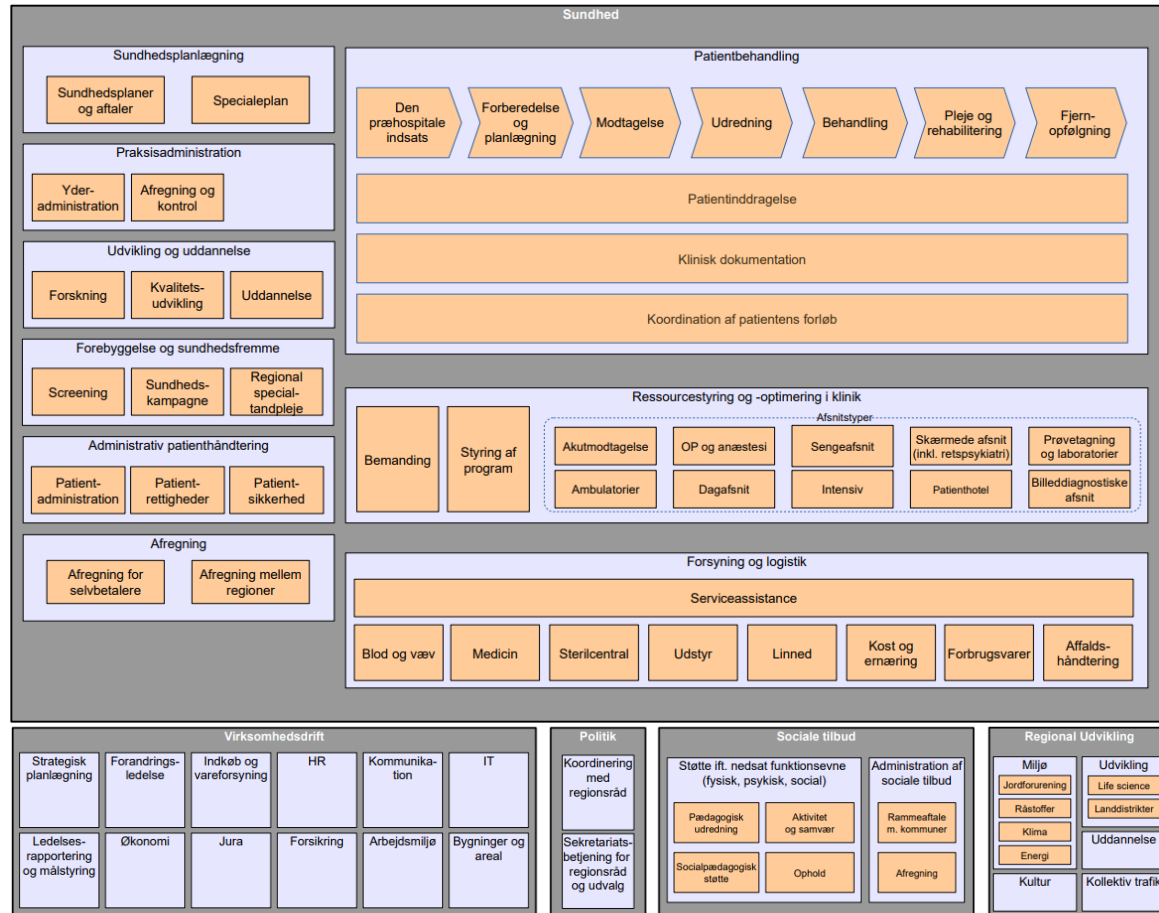 Sundhed
Sundhedsplanlægning
Sundhedsplaner
og aftaler
Specialeplan
Praksisadministration
Yder-
administration
Afregning og
kontrol
Udvikling og uddannelse
Forskning
Kvalitets-
udvikling
Uddannelse
Forebyggelse og sundhedsfremme
Screening
Sundheds-
kampagne
Regional
special-
tandpleje
Administrativ patienthåndtering
Patient-
administration
Patient-
rettigheder
Patient-
sikkerhed
Afregning
Afregning for
selvbetalere
Afregning mellem
regioner
Patientbehandling
Den
præhospitale
indsats
Forberedelse
og
planlægning
Modtagelse
Udredning
Behandling
Pleje og
rehabilitering
Fjern-
opfølgning
Patientinddragelse
Klinisk dokumentation
Koordination af patientens forløb
Ressourcestyring og -optimering i klinik
Bemanding
Styring af
program
Afsnitstyper
Akutmodtagelse
OP og anæstesi
Sengeafsnit
Skærmede afsnit
(inkl. retspsykiatri)
Prøvetagning
og laboratorier
Ambulatorier
Dagafsnit
Intensiv
Patienthotel
Billeddiagnostiske
afsnit
Forsyning og logistik
Serviceassistance
Blod og væv
Medicin
Sterilcentral
Udstyr
Linned
Kost og
ernæring
Forbrugsvarer
Affalds-
håndtering
Virksomhedsdrift
Strategisk
planlægning
Forandrings-
ledelse
Indkøb og
vareforsyning
HR
Kommunika-
tion
IT
Ledelses-
rapportering
og målstyring
Økonomi
Jura
Forsikring
Arbejdsmiljø
Bygninger og
areal
Politik
Koordinering
med
regionsråd
Sekretariats-
betjening for
regionsråd
og udvalg
Sociale tilbud
Støtte ift. nedsat funktionsevne
(fysisk, psykisk, social)
Pædagogisk
udredning
Aktivitet
og samvær
Socialpædagogisk
støtte
Ophold
Administration af
sociale tilbud
Rammeaftale
m. kommuner
Afregning
Regional Udvikling
Miljø
Jordforurening
Råstoffer
Klima
Energi
Udvikling
Life science
Landdistrikter
Uddannelse
Kultur
Kollektiv trafik